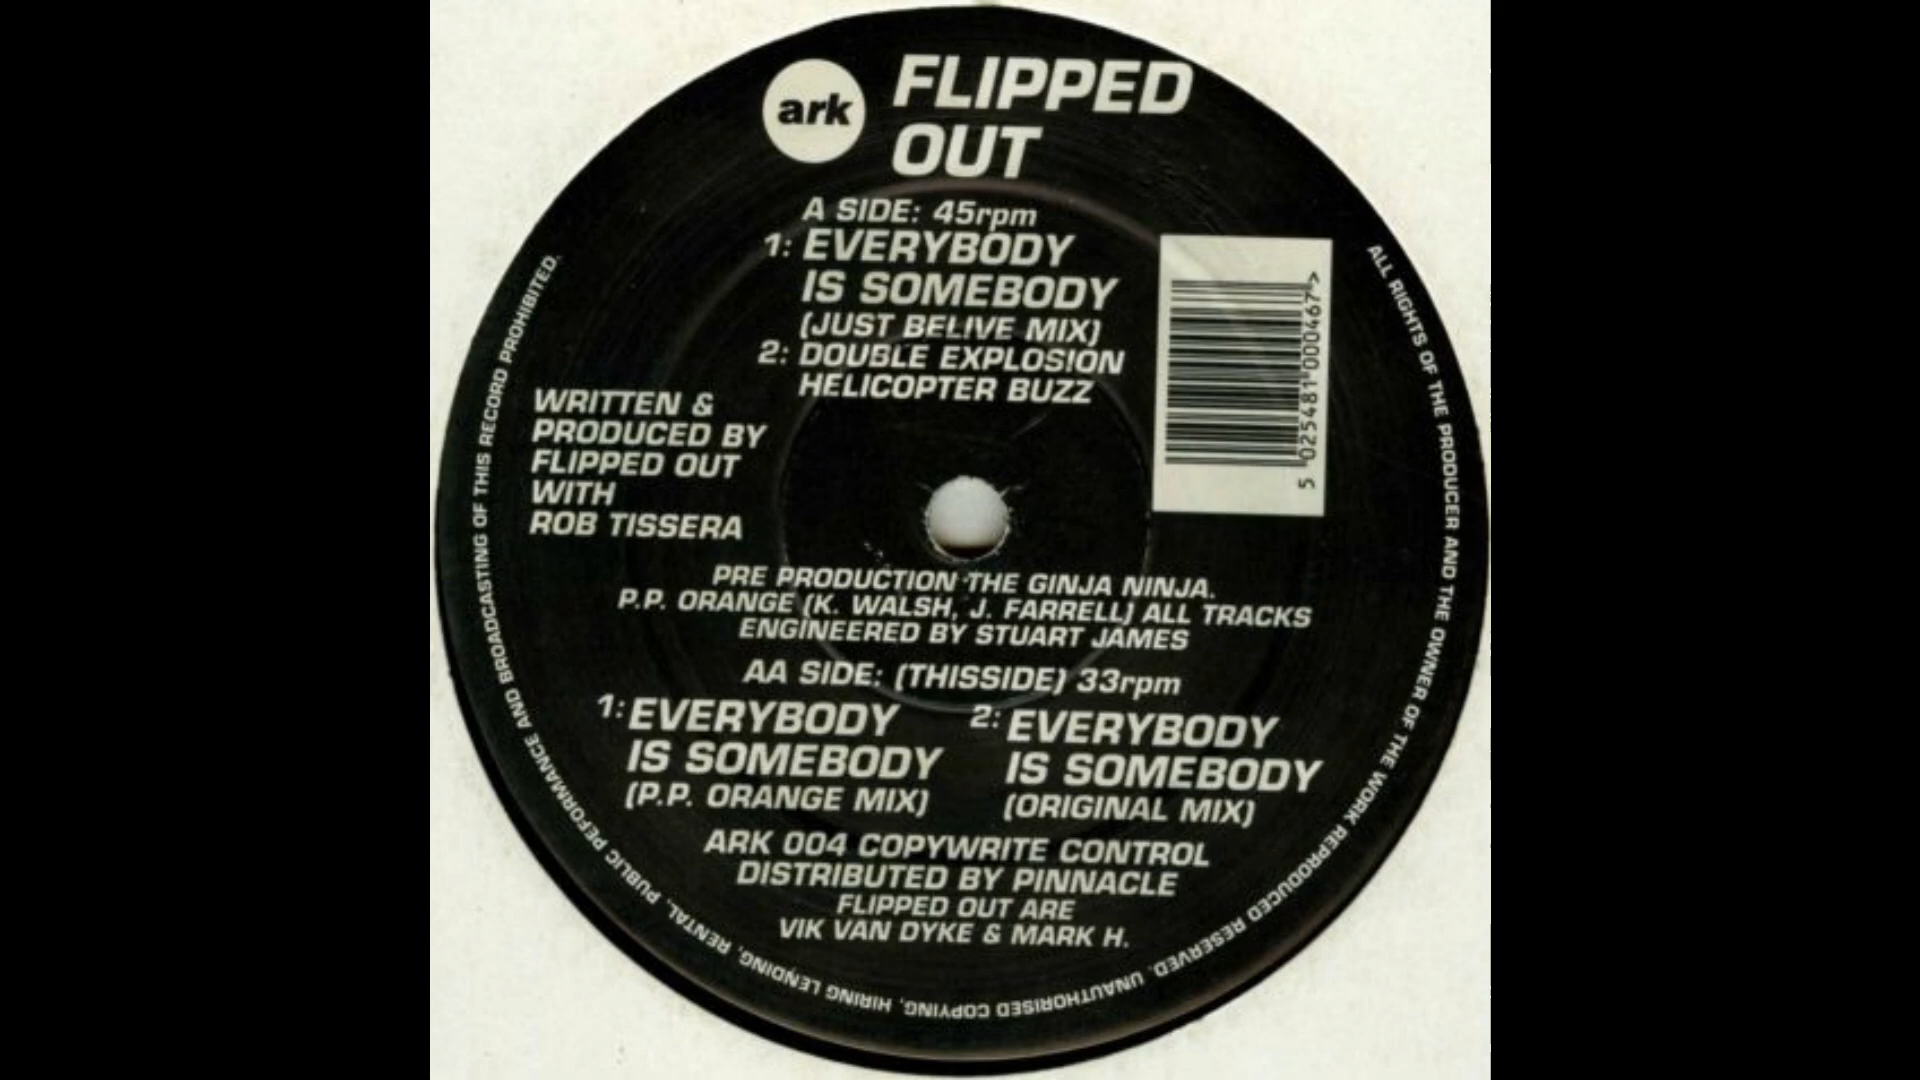 ark
FLIPPED
OUT
A SIDE: 45rpm
1: EVERYBODY
IS SOMEBODY
(JUST BELIVE MIX)
2: DOUBLE EXPLOSION
HELICOPTER BUZZ
WRITTEN &
PRODUCED BY
FLIPPED OUT
WITH
ROB TISSERA
5 025481 000467 >
PRE PRODUCTION THE GINJA NINJA.
P.P. ORANGE (K. WALSH, J. FARRELL) ALL TRACKS
ENGINEERED BY STUART JAMES
AA SIDE: (THISSIDE) 33rpm
1: EVERYBODY
IS SOMEBODY
(P.P. ORANGE MIX)
2: EVERYBODY
IS SOMEBODY
(ORIGINAL MIX)
ARK 004 COPYWRITE CONTROL
DISTRIBUTED BY PINNACLE
FLIPPED OUT ARE
VIK VAN DYKE & MARK H.
ALL RIGHTS OF THE PRODUCER AND THE OWNER OF THE WORK REPRODUCED RESERVED. UNAUTHORISED COPYING, HIRING LENDING, RENTAL, PUBLIC PEFORMANCE AND BROADCASTING OF THIS RECORD PROHIBITED.